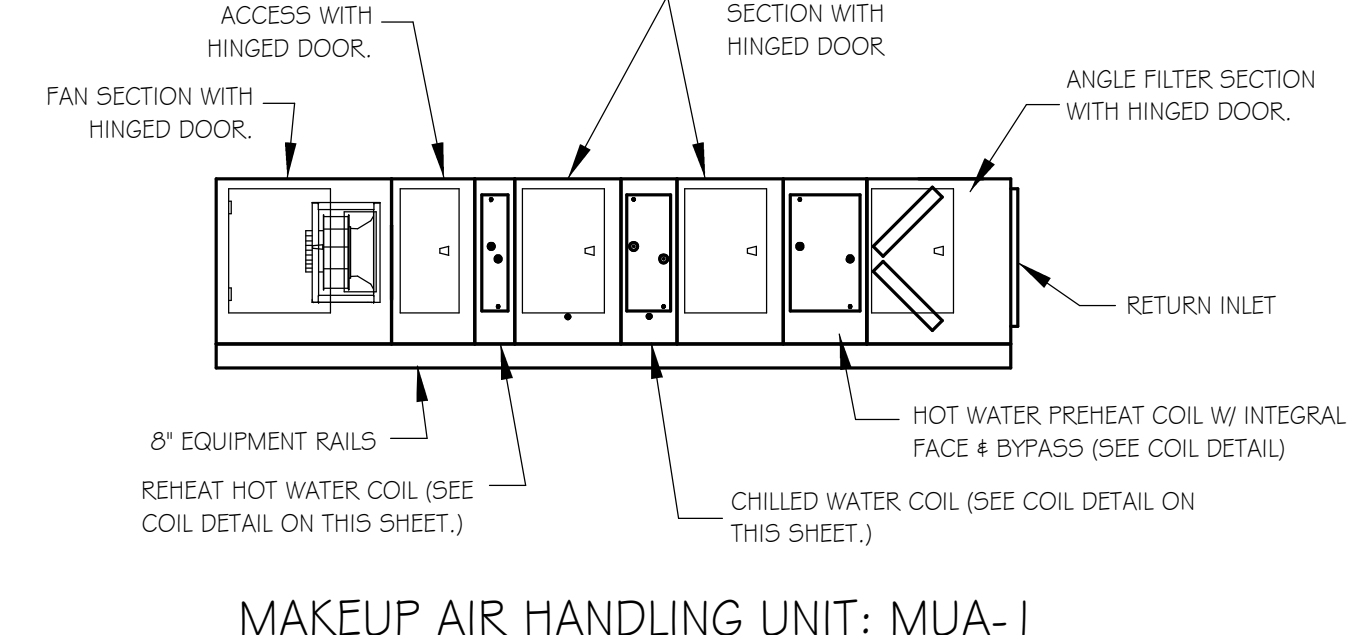 ACCESS WITH
HINGED DOOR.
SECTION WITH
HINGED DOOR
FAN SECTION WITH
HINGED DOOR.
ANGLE FILTER SECTION
WITH HINGED DOOR.
RETURN INLET
8" EQUIPMENT RAILS
HOT WATER PREHEAT COIL W/ INTEGRAL
FACE & BYPASS (SEE COIL DETAIL)
REHEAT HOT WATER COIL (SEE
COIL DETAIL ON THIS SHEET.)
CHILLED WATER COIL (SEE COIL DETAIL ON
THIS SHEET.)
MAKEUP AIR HANDLING UNIT: MUA-1